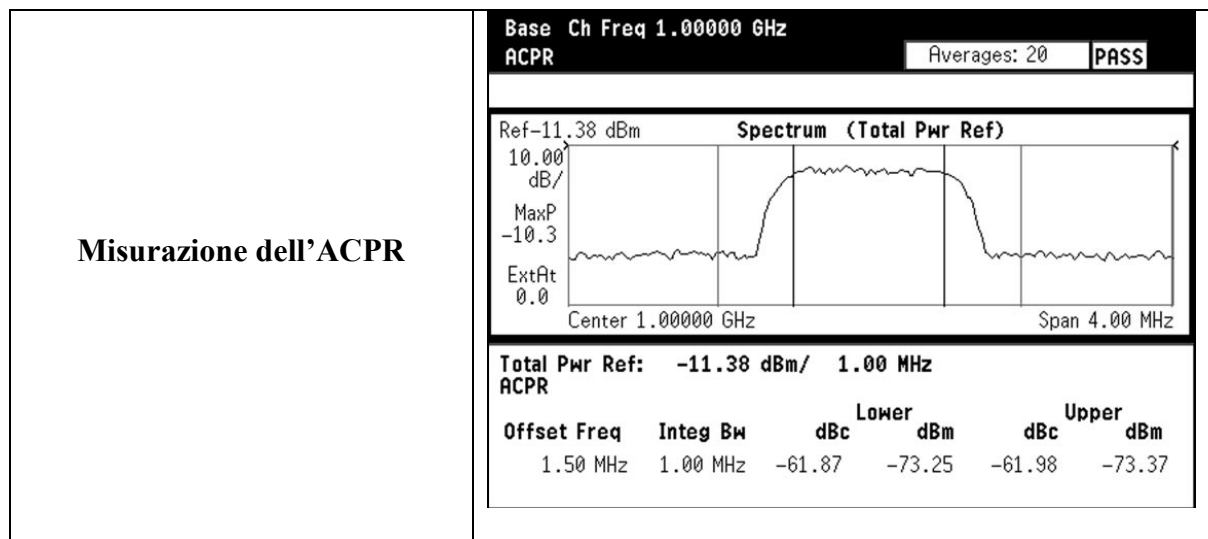 Misurazione dell’ACPR
Base Ch Freq 1.00000 GHz
ACPR
Averages: 20 PASS
Ref-11.38 dBm Spectrum (Total Pwr Ref)
10.00
dB/
MaxP
-10.3
ExtAt
0.0
Center 1.00000 GHz Span 4.00 MHz
Total Pwr Ref: -11.38 dBm/ 1.00 MHz
ACPR
Lower Upper
Offset Freq Integ Bw dBc dBm dBc dBm
1.50 MHz 1.00 MHz -61.87 -73.25 -61.98 -73.37